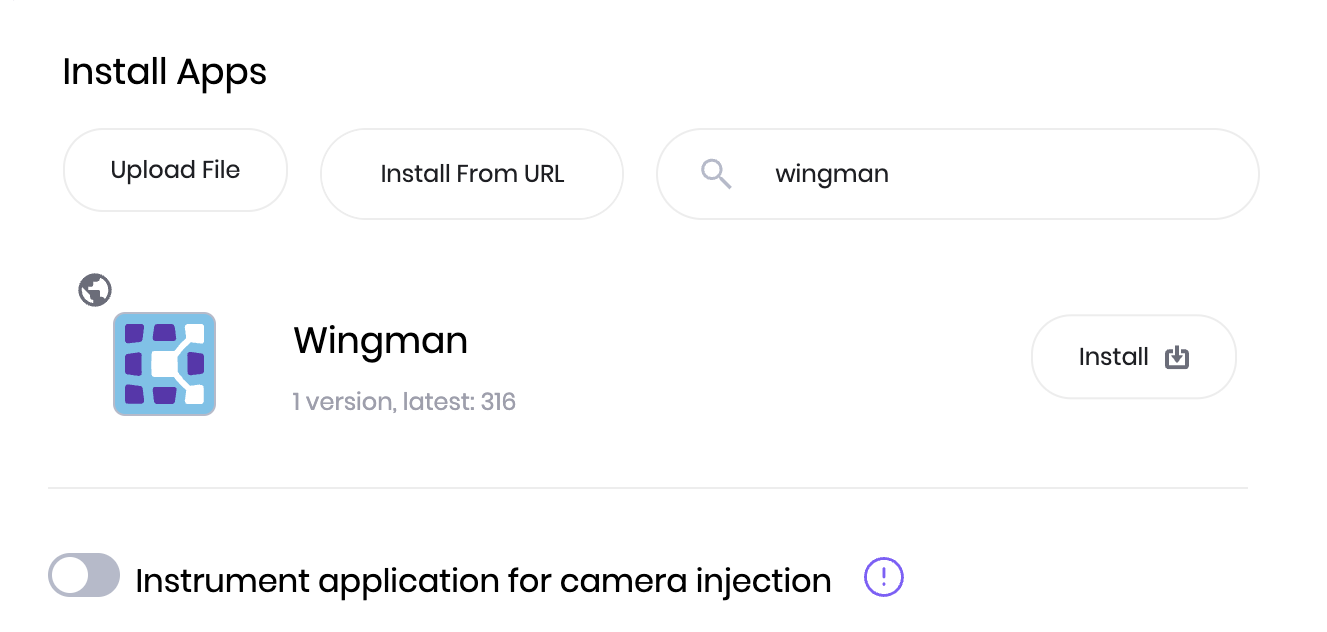 Install Apps
Upload File
Install From URL
wingman
Wingman
1 version, latest: 316
Install
Instrument application for camera injection